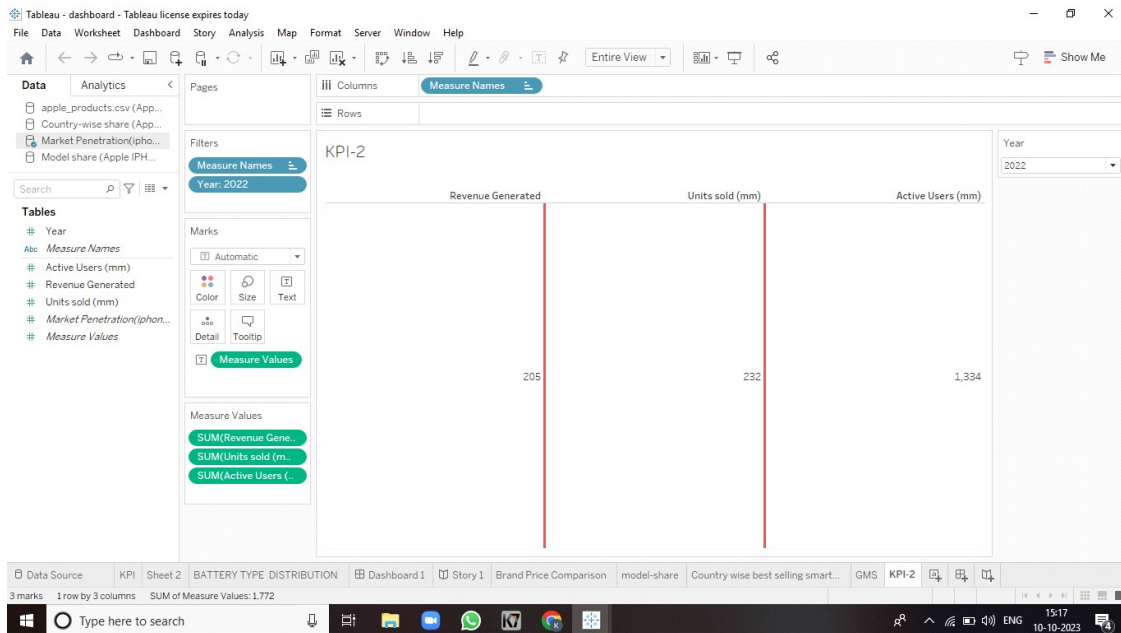 Tableau - dashboard - Tableau license expires today
File Data Worksheet Dashboard Story Analysis Map Format Server Window Help
Entire View
Show Me
Data Analytics
apple_products.csv (App...
Country-wise share (App...
Market Penetration(ipho...
Model share (Apple IPH...
Search
Tables
# Year
Abc Measure Names
# Active Users (mm)
# Revenue Generated
# Units sold (mm)
# Market Penetration(iphon...
# Measure Values
Pages
Filters
Measure Names
Year: 2022
Marks
T Automatic
Color Size T Text
Detail Tooltip
T Measure Values
Measure Values
SUM(Revenue Gene..
SUM(Units sold (m..
SUM(Active Users (..
Columns Measure Names
Rows
KPI-2
Revenue Generated Units sold (mm) Active Users (mm)
205 232 1,334
Year
2022
Data Source KPI Sheet 2 BATTERY TYPE DISTRIBUTION Dashboard 1 Story 1 Brand Price Comparison model-share Country wise best selling smart... GMS KPI-2
3 marks 1 row by 3 columns SUM of Measure Values: 1,772
Type here to search
ENG
15:17
10-10-2023